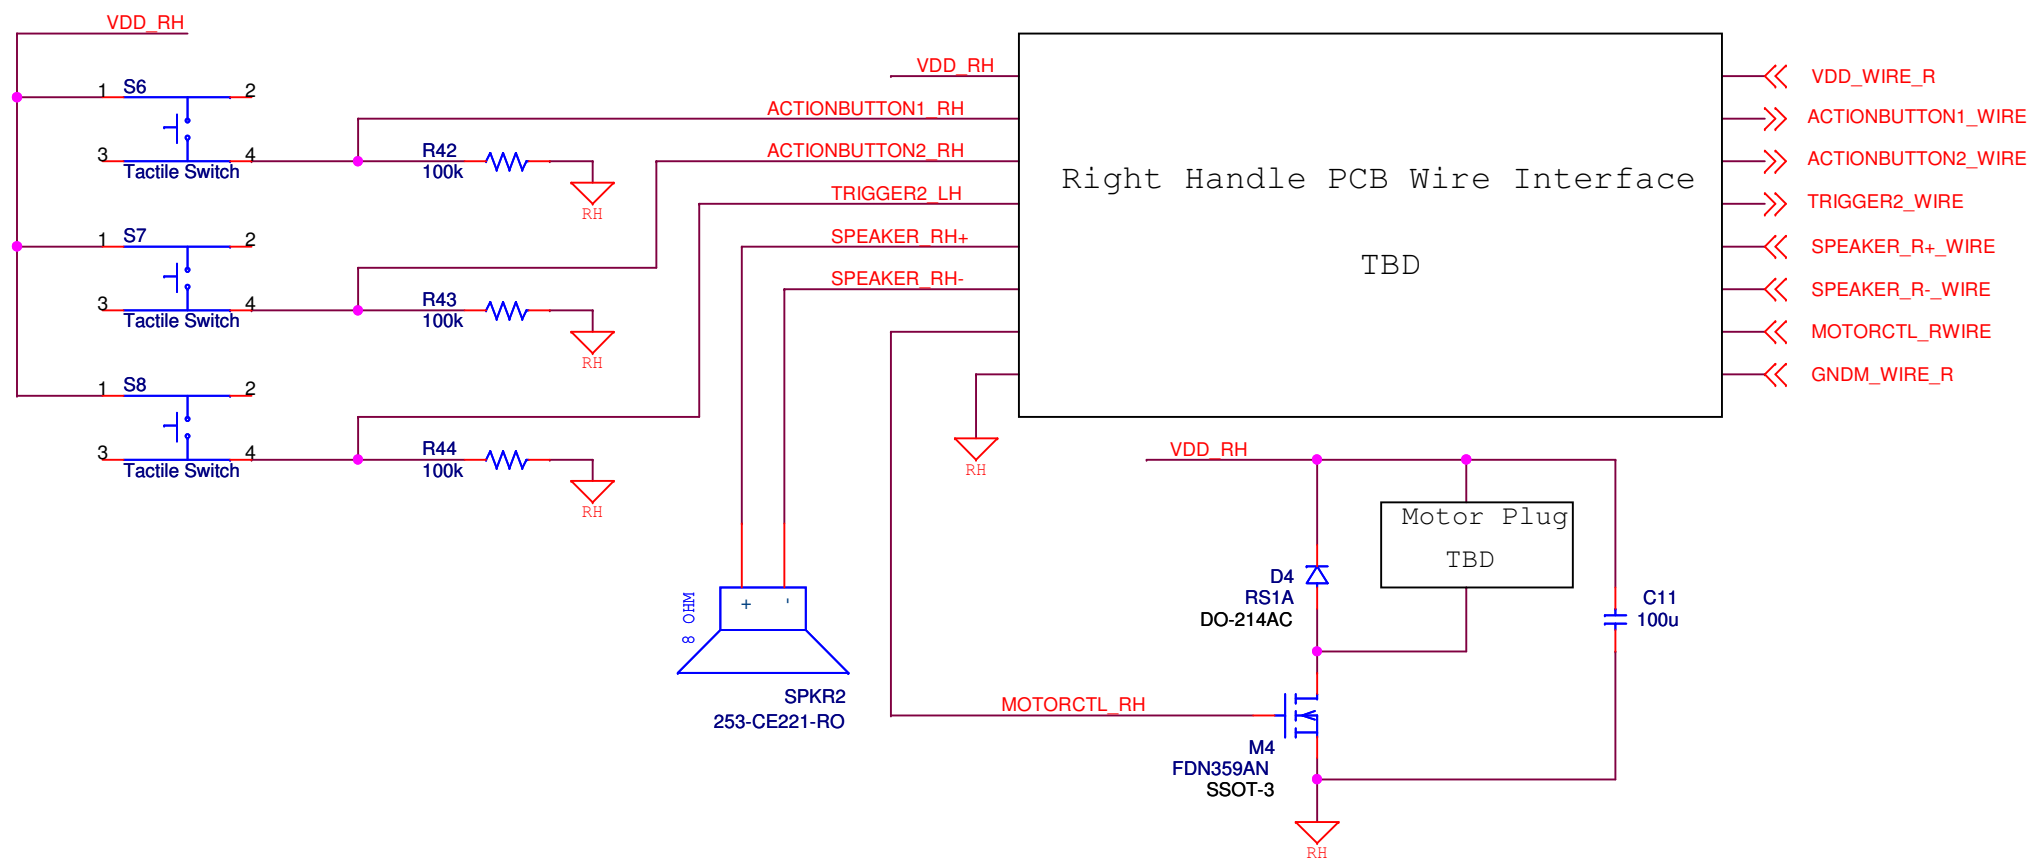 VDD_RH
1
S6
2
3
4
Tactile Switch
R42
100k
RH
1
S7
2
3
4
Tactile Switch
R43
100k
RH
1
S8
2
3
4
Tactile Switch
R44
100k
RH
VDD_RH
ACTIONBUTTON1_RH
ACTIONBUTTON2_RH
TRIGGER2_LH
SPEAKER_RH+
SPEAKER_RH-
RH
Right Handle PCB Wire Interface
TBD
VDD_WIRE_R
ACTIONBUTTON1_WIRE
ACTIONBUTTON2_WIRE
TRIGGER2_WIRE
SPEAKER_R+_WIRE
SPEAKER_R-_WIRE
MOTORCTL_RWIRE
GNDM_WIRE_R
8 OHM
+ -
SPKR2
253-CE221-RO
VDD_RH
Motor Plug
TBD
D4
RS1A
DO-214AC
C11
100u
MOTORCTL_RH
M4
FDN359AN
SSOT-3
RH